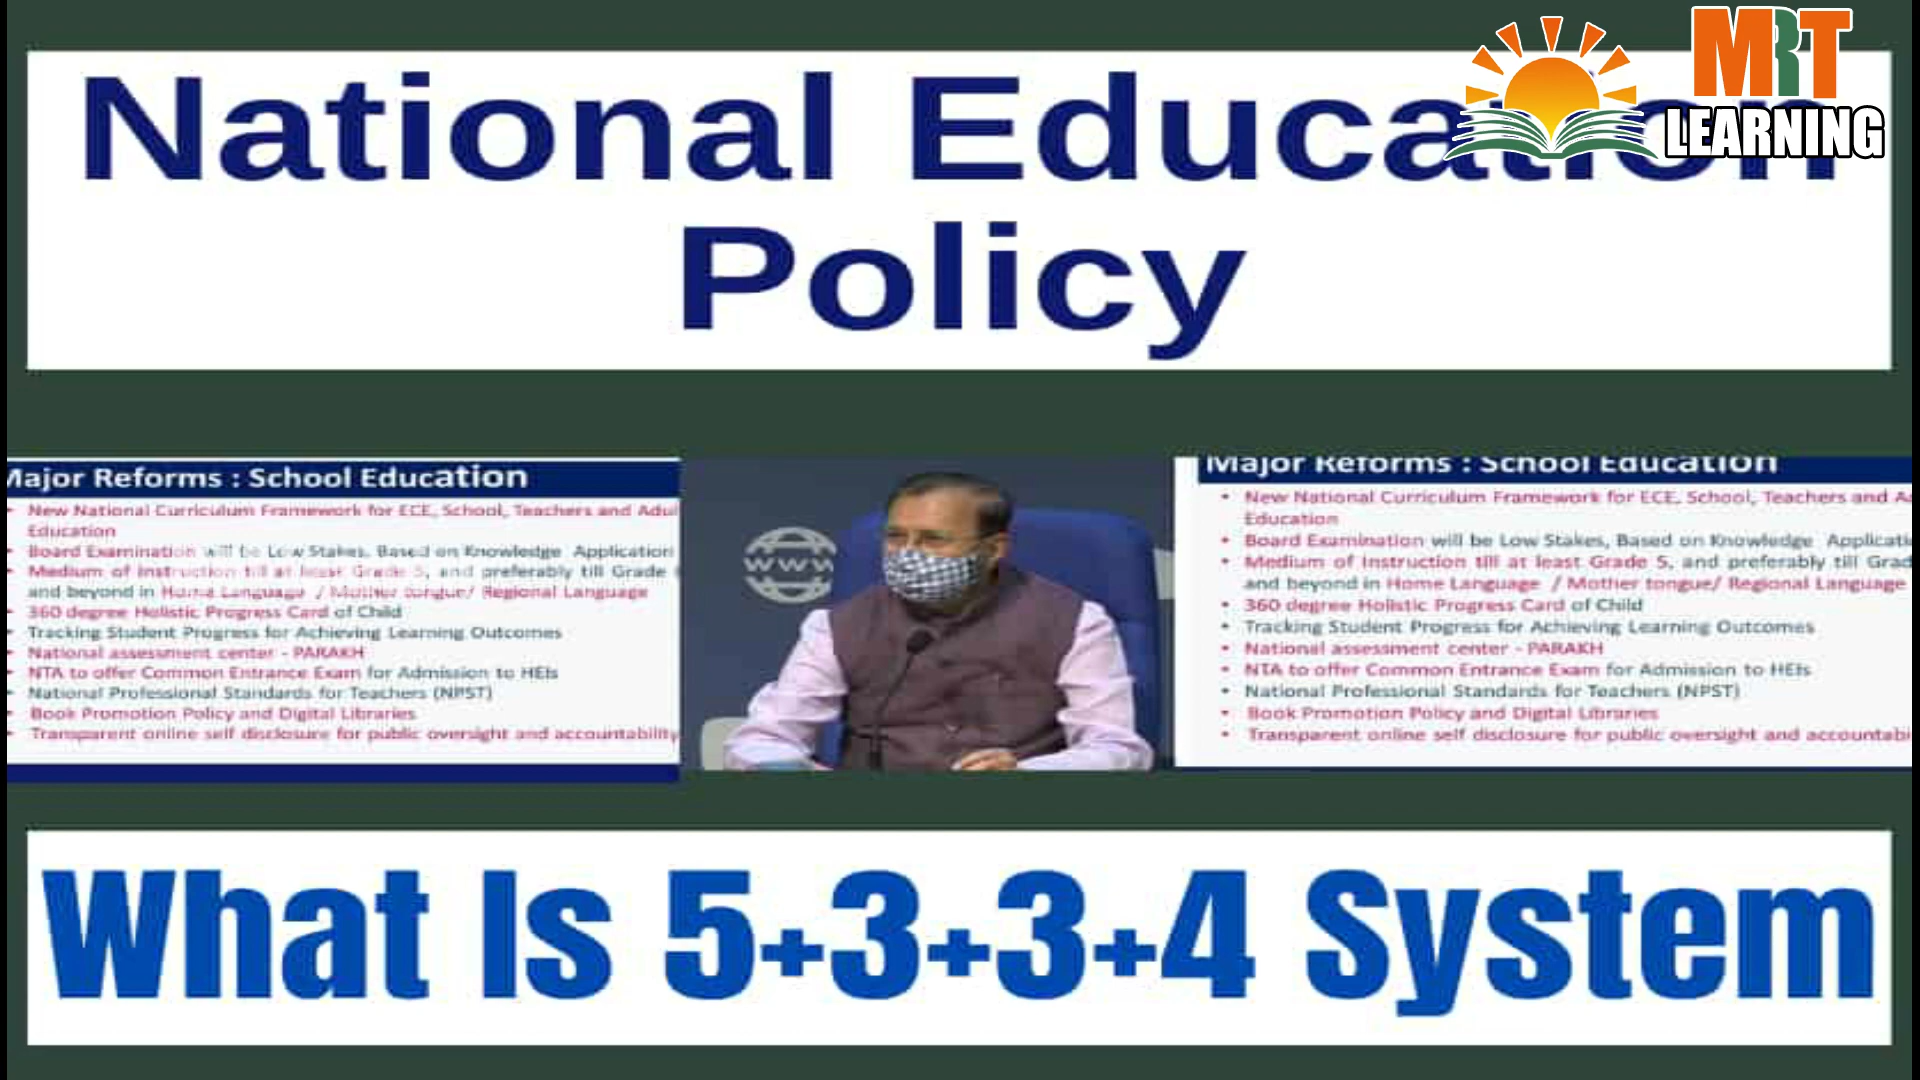 MRT
LEARNING
National Education
Policy
Major Reforms : School Education
New National Curriculum Framework for ECE, School, Teachers and Adul
Education
Board Examination will be Low Stakes, Based on Knowledge Application
Medium of Instruction till at least Grade 5, and preferably till Grade
and beyond in Home Language / Mother tongue/ Regional Language
360 degree Holistic Progress Card of Child
Tracking Student Progress for Achieving Learning Outcomes
National assessment center - PARAKH
NTA to offer Common Entrance Exam for Admission to HEIs
National Professional Standards for Teachers (NPST)
Book Promotion Policy and Digital Libraries
Transparent online self disclosure for public oversight and accountability
www
Major Reforms : School Education
New National Curriculum Framework for ECE, School, Teachers and A
Education
Board Examination will be Low Stakes, Based on Knowledge Applicati
Medium of Instruction till at least Grade 5, and preferably till Grad
and beyond in Home Language / Mother tongue/ Regional Language
360 degree Holistic Progress Card of Child
Tracking Student Progress for Achieving Learning Outcomes
National assessment center - PARAKH
NTA to offer Common Entrance Exam for Admission to HEIs
National Professional Standards for Teachers (NPST)
Book Promotion Policy and Digital Libraries
Transparent online self disclosure for public oversight and accountabi
What Is 5+3+3+4 System